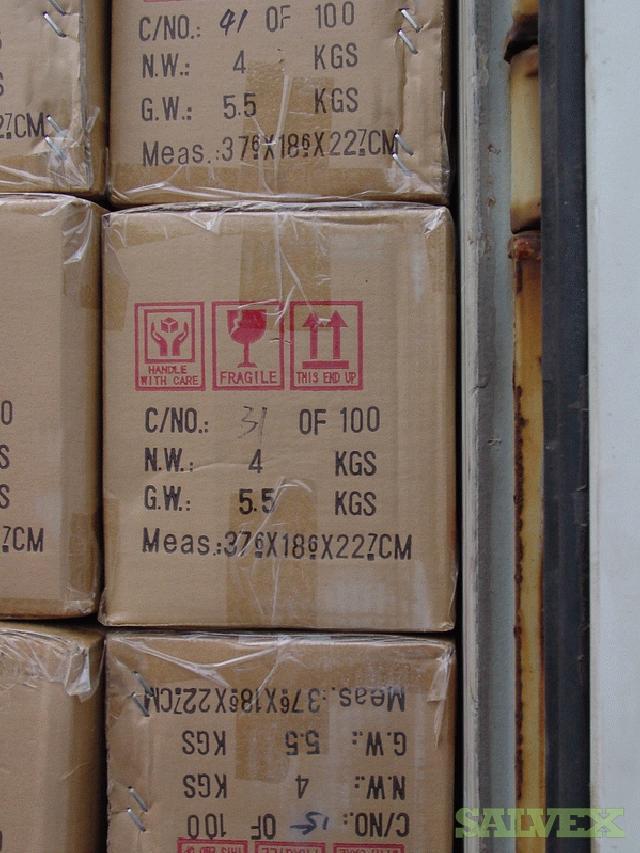 C/NO.: 41 OF 100
N.W.: 4 KGS
G.W.: 5.5 KGS
Meas.:37⁶X18⁶X22⁷CM
HANDLE WITH CARE
FRAGILE
THIS END UP
C/NO.: 31 OF 100
N.W.: 4 KGS
G.W.: 5.5 KGS
Meas.:37⁶X18⁶X22⁷CM
CM
Meas.:37⁶X18⁶X22⁷CM
G.W.: 5.5 KGS
N.W.: 4 KGS
C/NO.: 15 OF 100
SALVEX